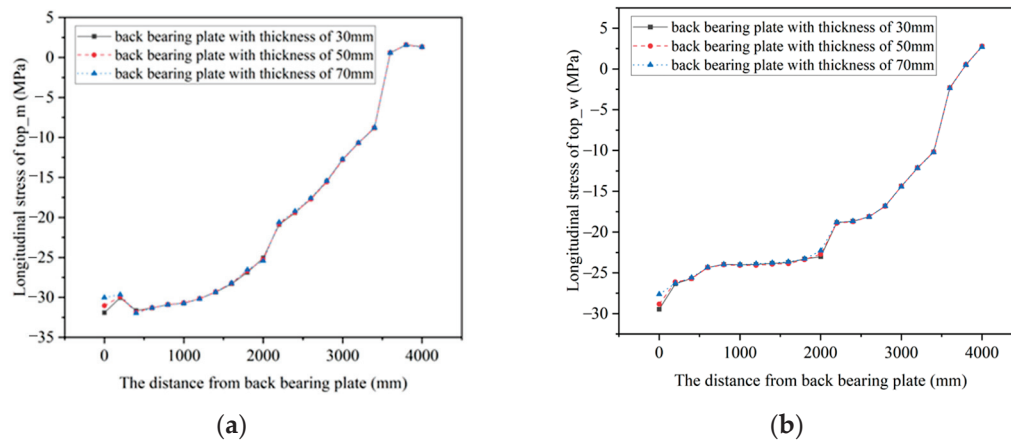 5
0
−5
−10
−15
−20
−25
−30
−35
Longitudinal stress of top_m (MPa)
back bearing plate with thickness of 30mm
back bearing plate with thickness of 50mm
back bearing plate with thickness of 70mm
0 1000 2000 3000 4000
The distance from back bearing plate (mm)
(a)
5
0
−5
−10
−15
−20
−25
−30
Longitudinal stress of top_w (MPa)
back bearing plate with thickness of 30mm
back bearing plate with thickness of 50mm
back bearing plate with thickness of 70mm
0 1000 2000 3000 4000
The distance from back bearing plate (mm)
(b)